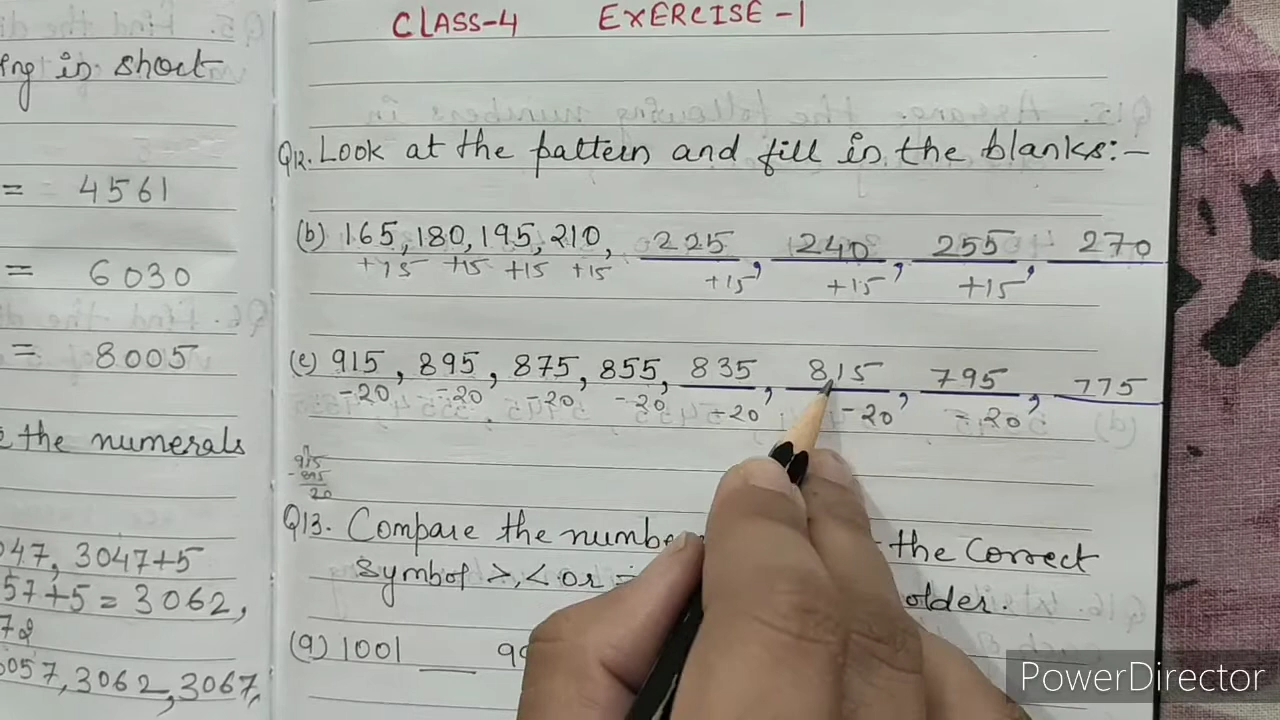 CLASS-4 EXERCISE-1
ing in short
= 4561
= 6030
= 8005
the numerals
047, 3047+5
57+5 = 3062,
057, 3062, 3067,
Q12. Look at the pattern and fill in the blanks:-
(b) 165, 180, 195, 210, 225, 240, 255, 270
+15 +15 +15 +15 +15 +15 +15
(c) 915, 895, 875, 855, 835, 815, 795, 775
-20 -20 -20 -20 -20 -20 -20
915
-895
20
Q13. Compare the the Correct
Symbol >, < or = older.
(a) 1001 ___
PowerDirector